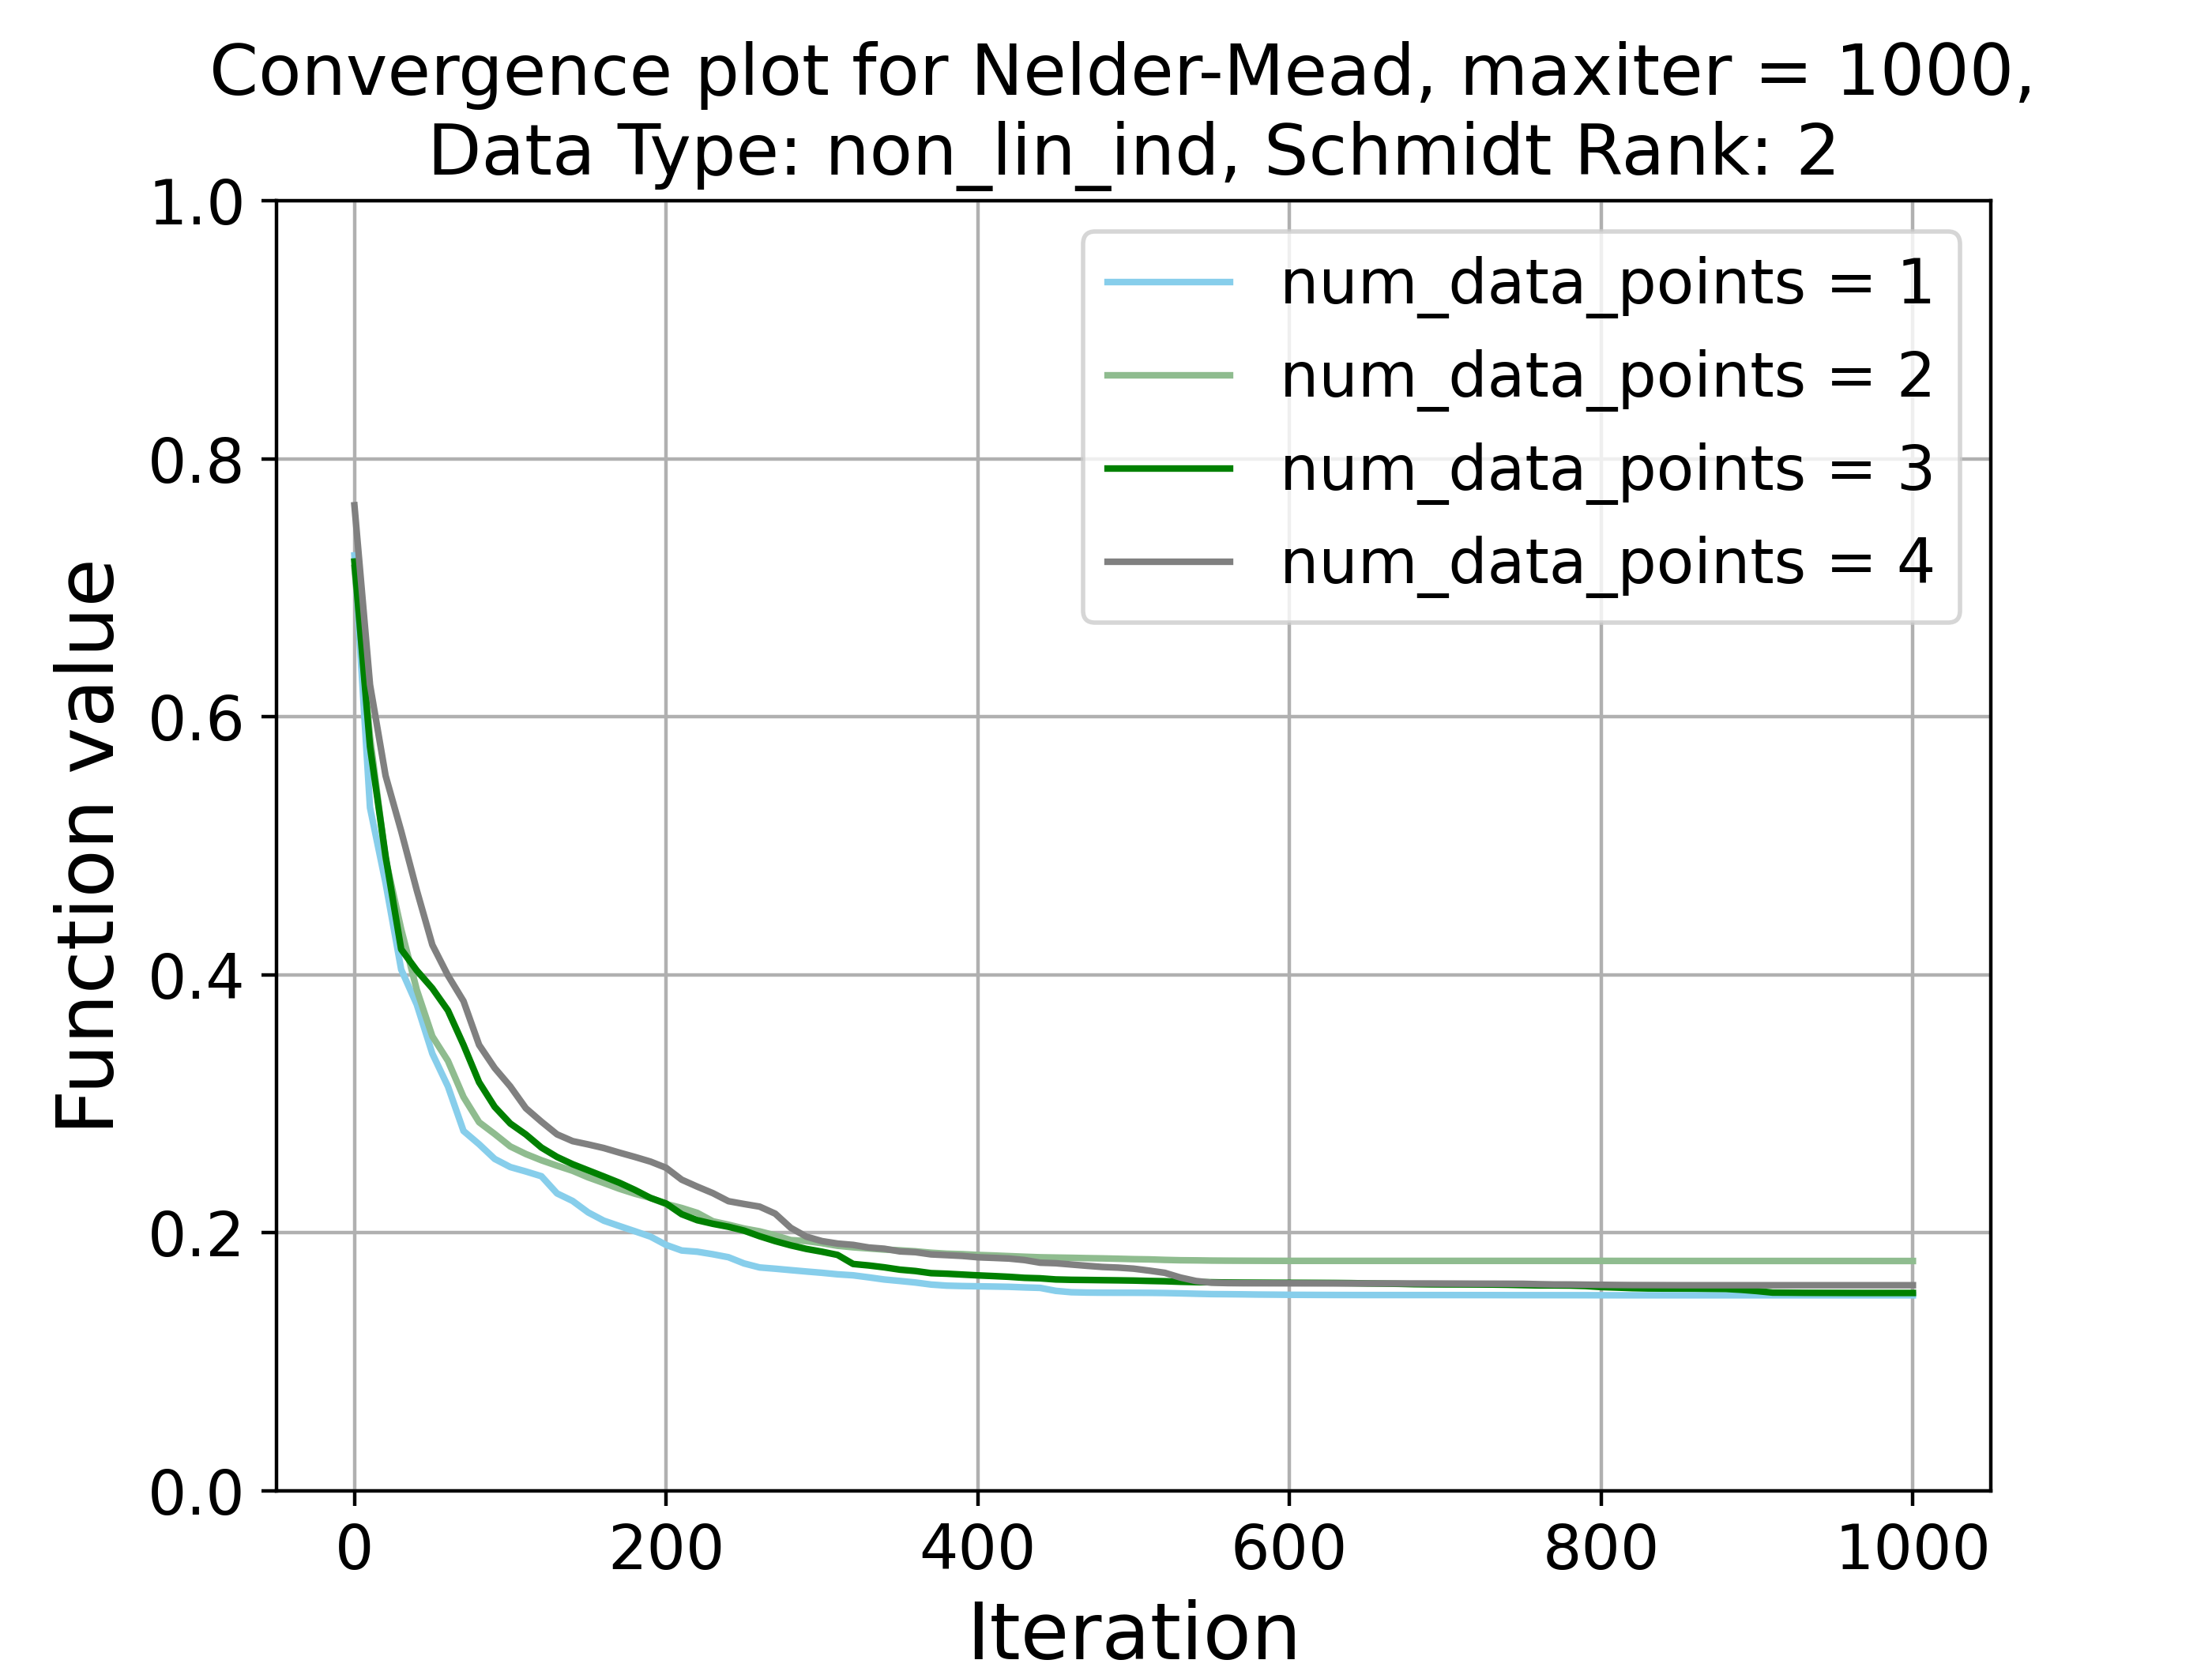 Convergence plot for Nelder-Mead, maxiter = 1000,
Data Type: non_lin_ind, Schmidt Rank: 2
1.0
0.8
0.6
0.4
0.2
0.0
Function value
num_data_points = 1
num_data_points = 2
num_data_points = 3
num_data_points = 4
0 200 400 600 800 1000
Iteration